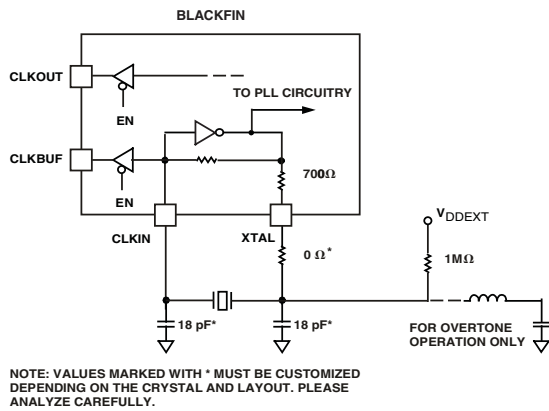 BLACKFIN
CLKOUT
TO PLL CIRCUITRY
EN
CLKBUF
700Ω
EN
VDDEXT
CLKIN
XTAL
0 Ω*
1MΩ
18 pF*
18 pF*
FOR OVERTONE
OPERATION ONLY
NOTE: VALUES MARKED WITH * MUST BE CUSTOMIZED
DEPENDING ON THE CRYSTAL AND LAYOUT. PLEASE
ANALYZE CAREFULLY.